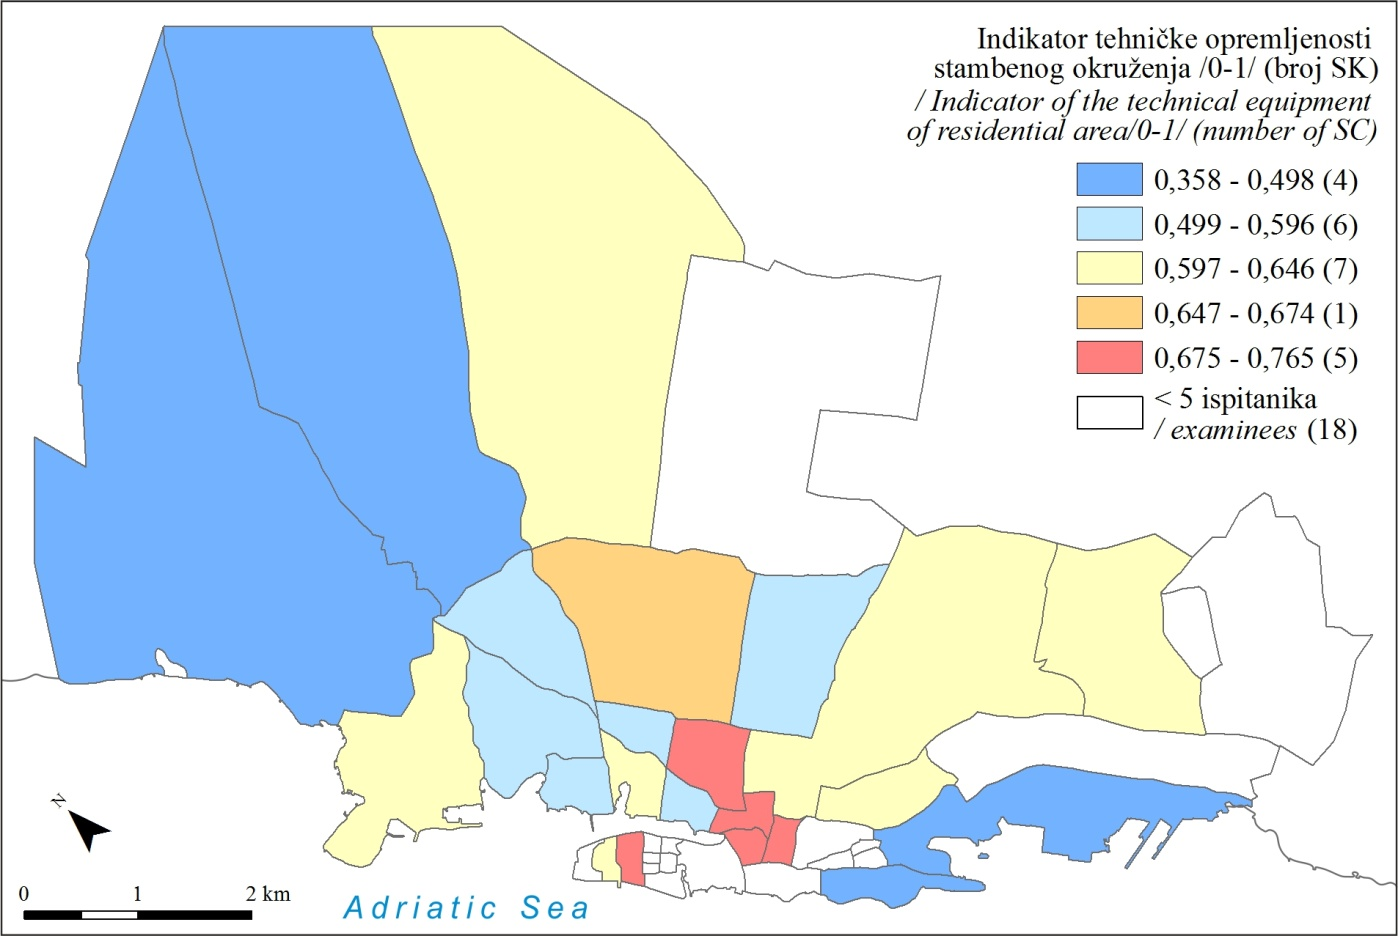 Indikator tehničke opremljenosti
stambenog okruženja /0-1/ (broj SK)
/ Indicator of the technical equipment
of residential area/0-1/ (number of SC)
0,358 - 0,498 (4)
0,499 - 0,596 (6)
0,597 - 0,646 (7)
0,647 - 0,674 (1)
0,675 - 0,765 (5)
< 5 ispitanika
/ examinees (18)
N
0 1 2 km
Adriatic Sea